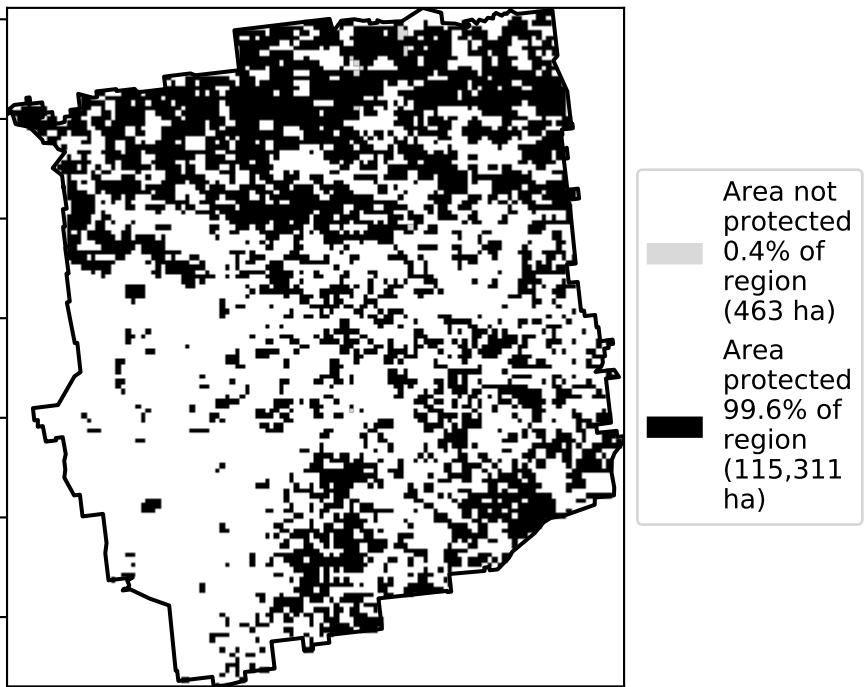 Area not
protected
0.4% of
region
(463 ha)
Area
protected
99.6% of
region
(115,311
ha)